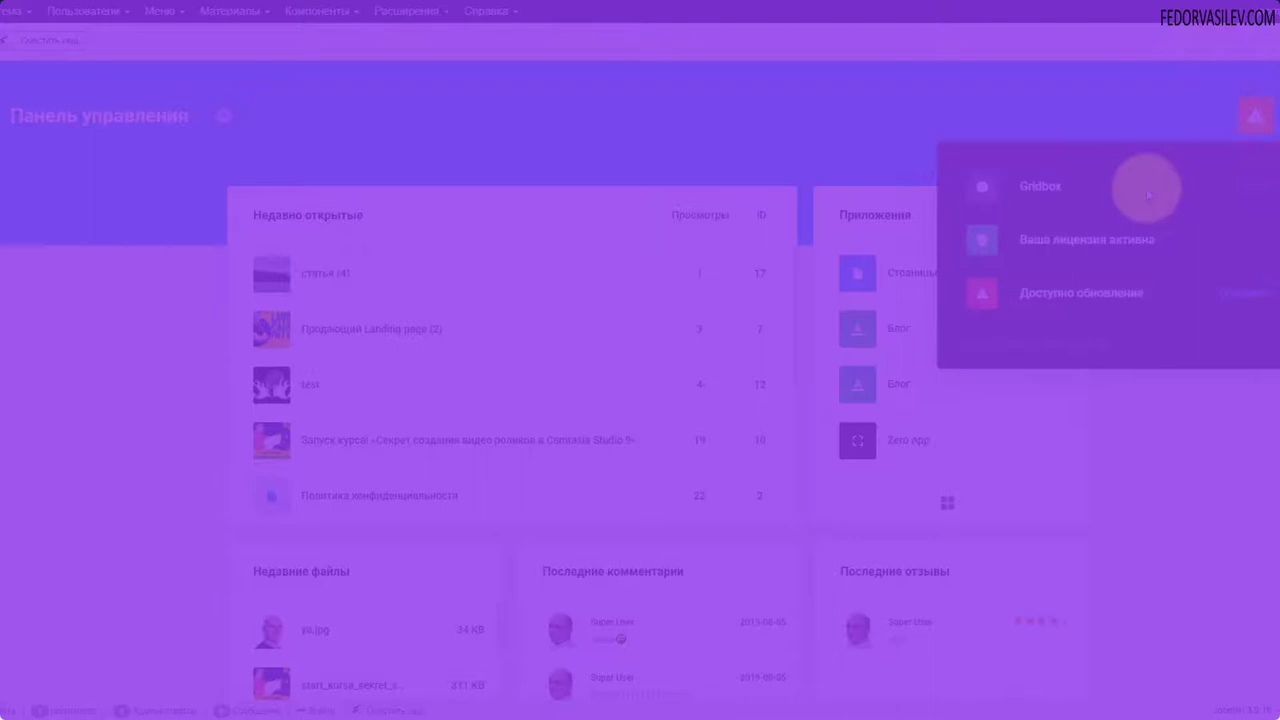 FEDORVASILEV.COM
Пользователи Меню Материалы Компоненты Расширения Справка
Очистить кеш
Панель управления
Gridbox
Ваша лицензия активна
Доступно обновление
Недавно открытые Просмотры ID
статья (4) 1 17
Продающий Landing page (2) 3 7
test 4 12
Запуск курса! «Секрет создания видео роликов в Camtasia Studio 9» 19 10
Политика конфиденциальности 22 2
Приложения
Страницы
Блог
Блог
Zero App
Недавние файлы
ya.jpg 34 KB
start_kursa_sekret_s... 311 KB
Последние комментарии
Super User 2019-08-05
Super User 2019-08-05
Последние отзывы
Super User